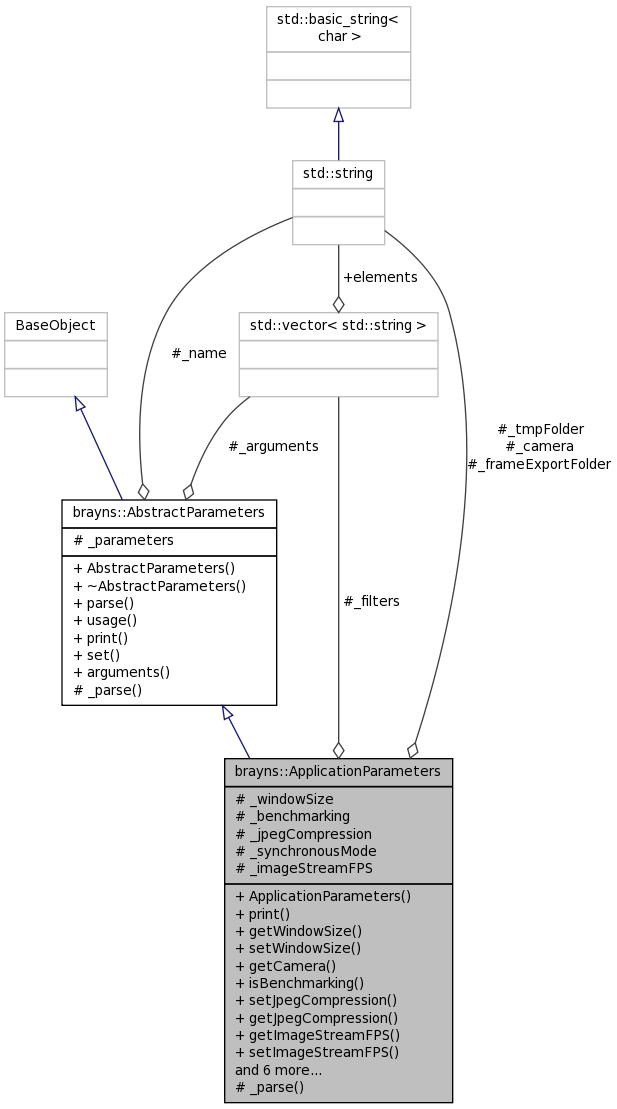 std::basic_string<
char >
std::string
+elements
BaseObject
std::vector< std::string >
#_name
#_arguments
#_tmpFolder
#_camera
#_frameExportFolder
brayns::AbstractParameters
# _parameters
+ AbstractParameters()
+ ~AbstractParameters()
+ parse()
+ usage()
+ print()
+ set()
+ arguments()
# _parse()
#_filters
brayns::ApplicationParameters
# _windowSize
# _benchmarking
# _jpegCompression
# _synchronousMode
# _imageStreamFPS
+ ApplicationParameters()
+ print()
+ getWindowSize()
+ setWindowSize()
+ getCamera()
+ isBenchmarking()
+ setJpegCompression()
+ getJpegCompression()
+ getImageStreamFPS()
+ setImageStreamFPS()
and 6 more...
# _parse()